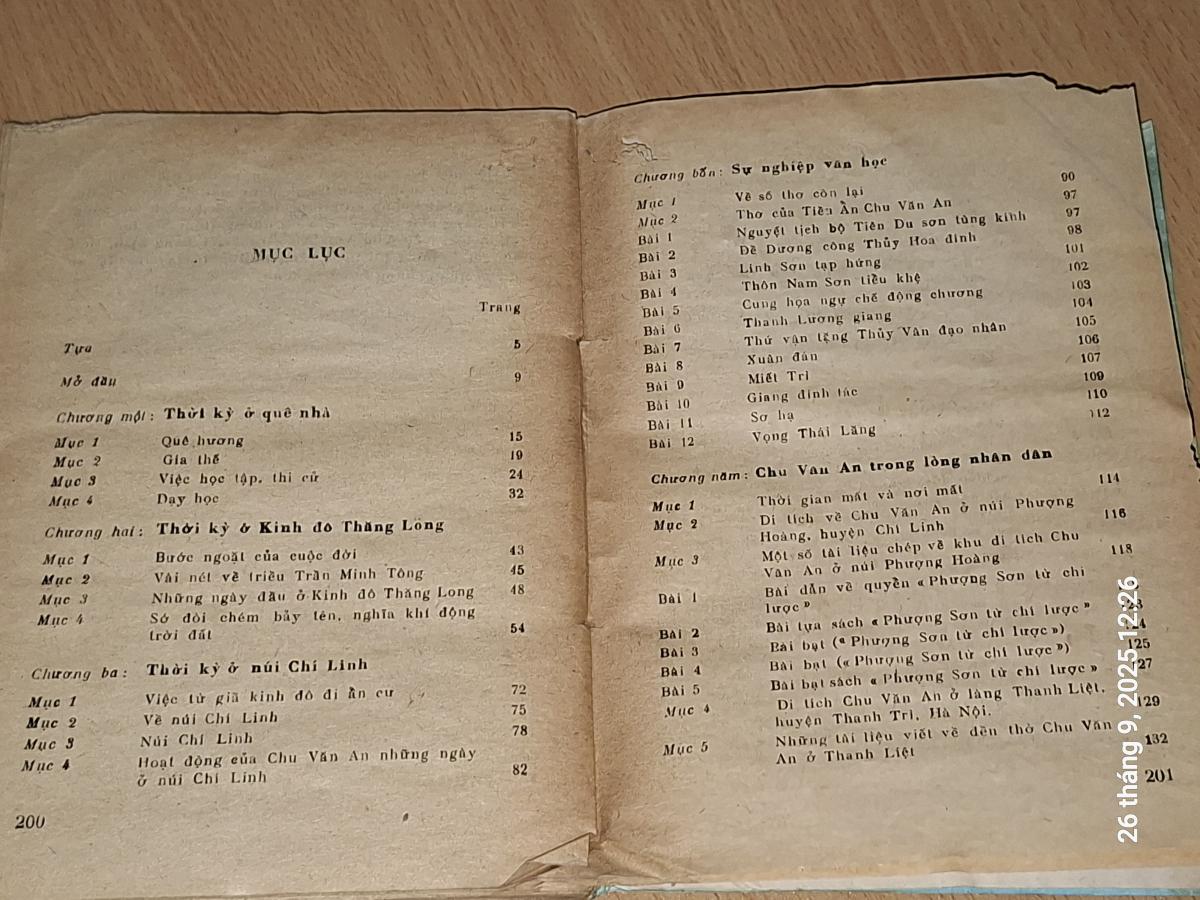 MỤC LỤC
Trang
Tựa 5
Mở đầu 9
Chương một: Thời kỳ ở quê nhà
Mục 1 Quê hương 15
Mục 2 Gia thế 19
Mục 3 Việc học tập, thi cử 24
Mục 4 Dạy học 32
Chương hai: Thời kỳ ở Kinh đô Thăng Long
Mục 1 Bước ngoặt của cuộc đời 43
Mục 2 Vài nét về triều Trần Minh Tông 45
Mục 3 Những ngày đầu ở Kinh đô Thăng Long 48
Mục 4 Sớ đòi chém bảy tên, nghĩa khí động
trời đất 54
Chương ba: Thời kỳ ở núi Chí Linh
Mục 1 Việc từ giã kinh đô đi ẩn cư 72
Mục 2 Về núi Chí Linh 75
Mục 3 Núi Chí Linh 78
Mục 4 Hoạt động của Chu Văn An những ngày
ở núi Chí Linh 82
200
Chương bốn: Sự nghiệp văn học
Mục 1 Về số thơ còn lại 90
Mục 2 Thơ của Tiều Ẩn Chu Văn An 97
Bài 1 Nguyệt tịch bộ Tiên Du sơn tùng kính 97
Bài 2 Đề Dương công Thủy Hoa đình 98
Bài 3 Linh Sơn tạp hứng 101
Bài 4 Thôn Nam Sơn tiểu khệ 102
Bài 5 Cung họa ngự chế động chương 103
Bài 6 Thanh Lương giang 104
Bài 7 Thứ vận tặng Thủy Vân đạo nhân 105
Bài 8 Xuân đán 106
Bài 9 Miết Trì 107
Bài 10 Giang đình tác 109
Bài 11 Sơ hạ 110
Bài 12 Vọng Thái Lăng 112
Chương năm: Chu Văn An trong lòng nhân dân
Mục 1 Thời gian mất và nơi mất 114
Mục 2 Di tích về Chu Văn An ở núi Phượng
Hoàng, huyện Chí Linh 116
Mục 3 Một số tài liệu chép về khu di tích Chu
Văn An ở núi Phượng Hoàng 118
Bài 1 Bài dẫn về quyển « Phượng Sơn từ chí
lược »
Bài 2 Bài tựa sách « Phượng Sơn từ chí lược »
Bài 3 Bài bạt (« Phượng Sơn từ chí lược »)
Bài 4 Bài bạt (« Phượng Sơn từ chí lược ») 125
Bài 5 Bài bạt sách « Phượng Sơn từ chí lược »
Mục 4 Di tích Chu Văn An ở làng Thanh Liệt,
huyện Thanh Trì, Hà Nội. 129
Mục 5 Những tài liệu viết về đền thờ Chu Văn
An ở Thanh Liệt 132
201
26 tháng 9, 2025 12:26